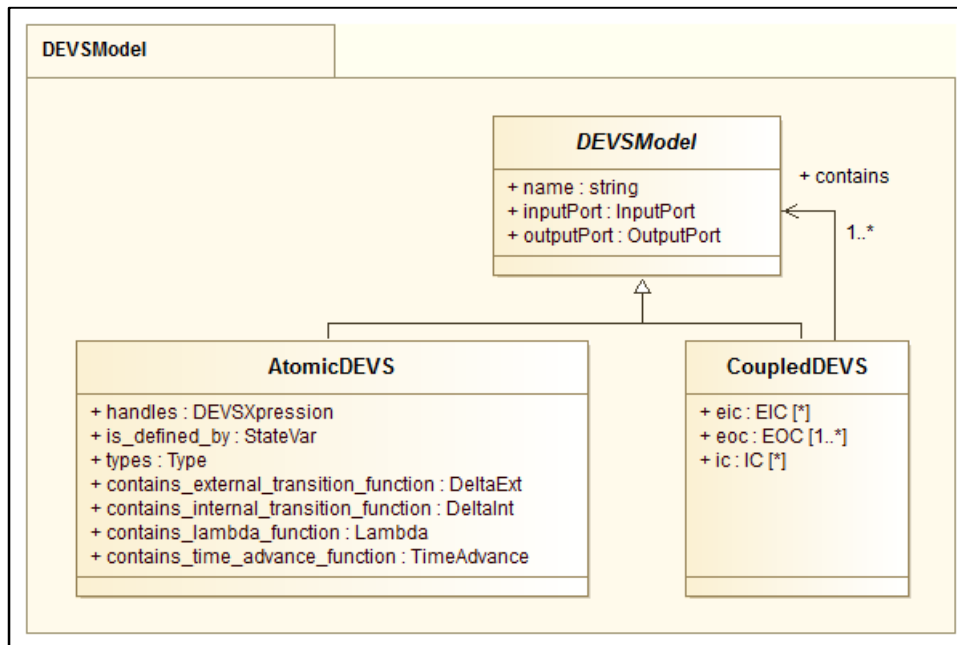 DEVSModel
DEVSModel
+ name : string
+ inputPort : InputPort
+ outputPort : OutputPort
+ contains
1..*
AtomicDEVS
+ handles : DEVSXpression
+ is_defined_by : StateVar
+ types : Type
+ contains_external_transition_function : DeltaExt
+ contains_internal_transition_function : DeltaInt
+ contains_lambda_function : Lambda
+ contains_time_advance_function : TimeAdvance
CoupledDEVS
+ eic : EIC [*]
+ eoc : EOC [1..*]
+ ic : IC [*]